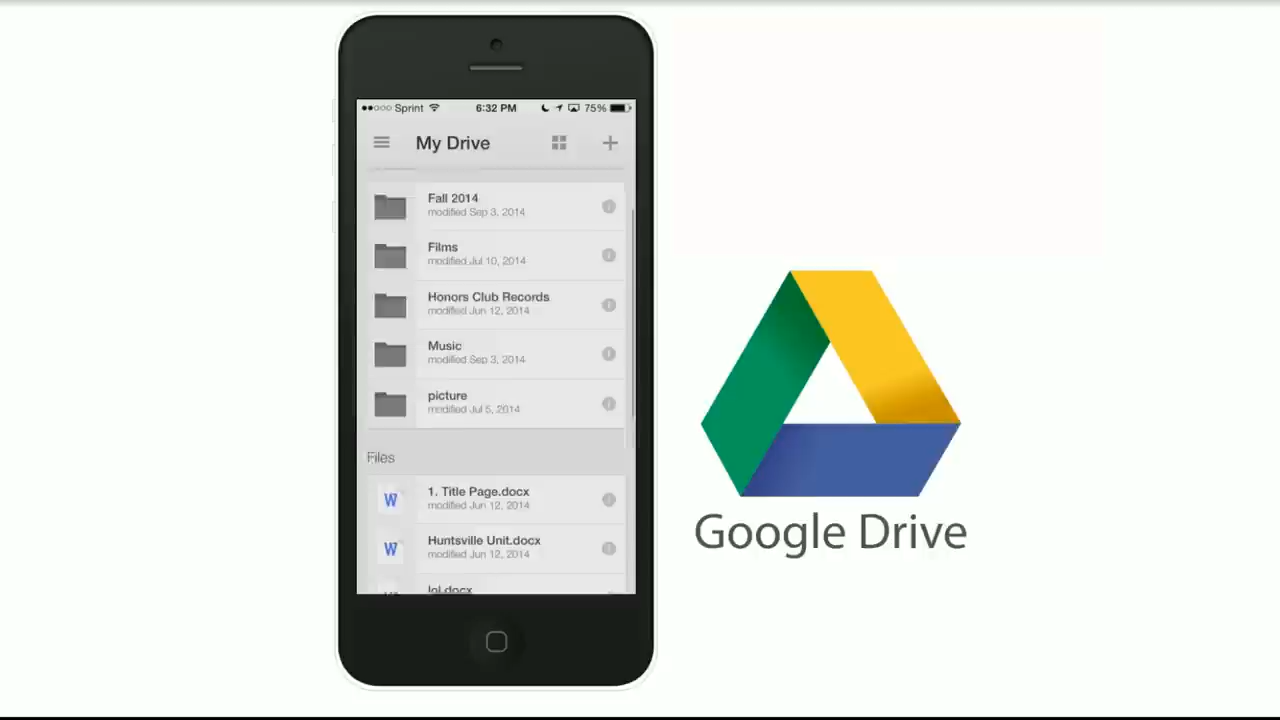 Sprint 6:32 PM 75%
My Drive
Fall 2014
modified Sep 3, 2014
Films
modified Jul 10, 2014
Honors Club Records
modified Jun 12, 2014
Music
modified Sep 3, 2014
picture
modified Jul 5, 2014
Files
W 1. Title Page.docx
modified Jun 12, 2014
W Huntsville Unit.docx
modified Jun 12, 2014
lol.docx
Google Drive